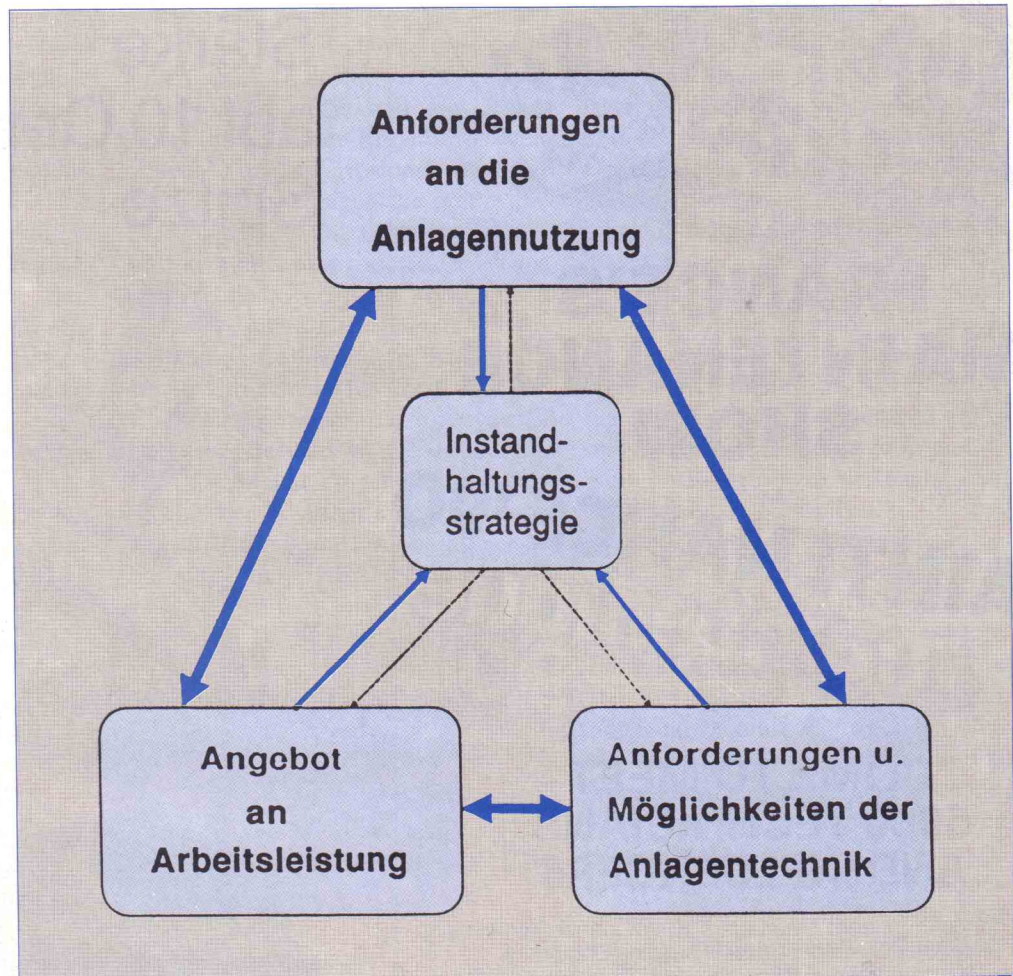 Anforderungen
an die
Anlagennutzung
Instand-
haltungs-
strategie
Angebot
an
Arbeitsleistung
Anforderungen u.
Möglichkeiten der
Anlagentechnik